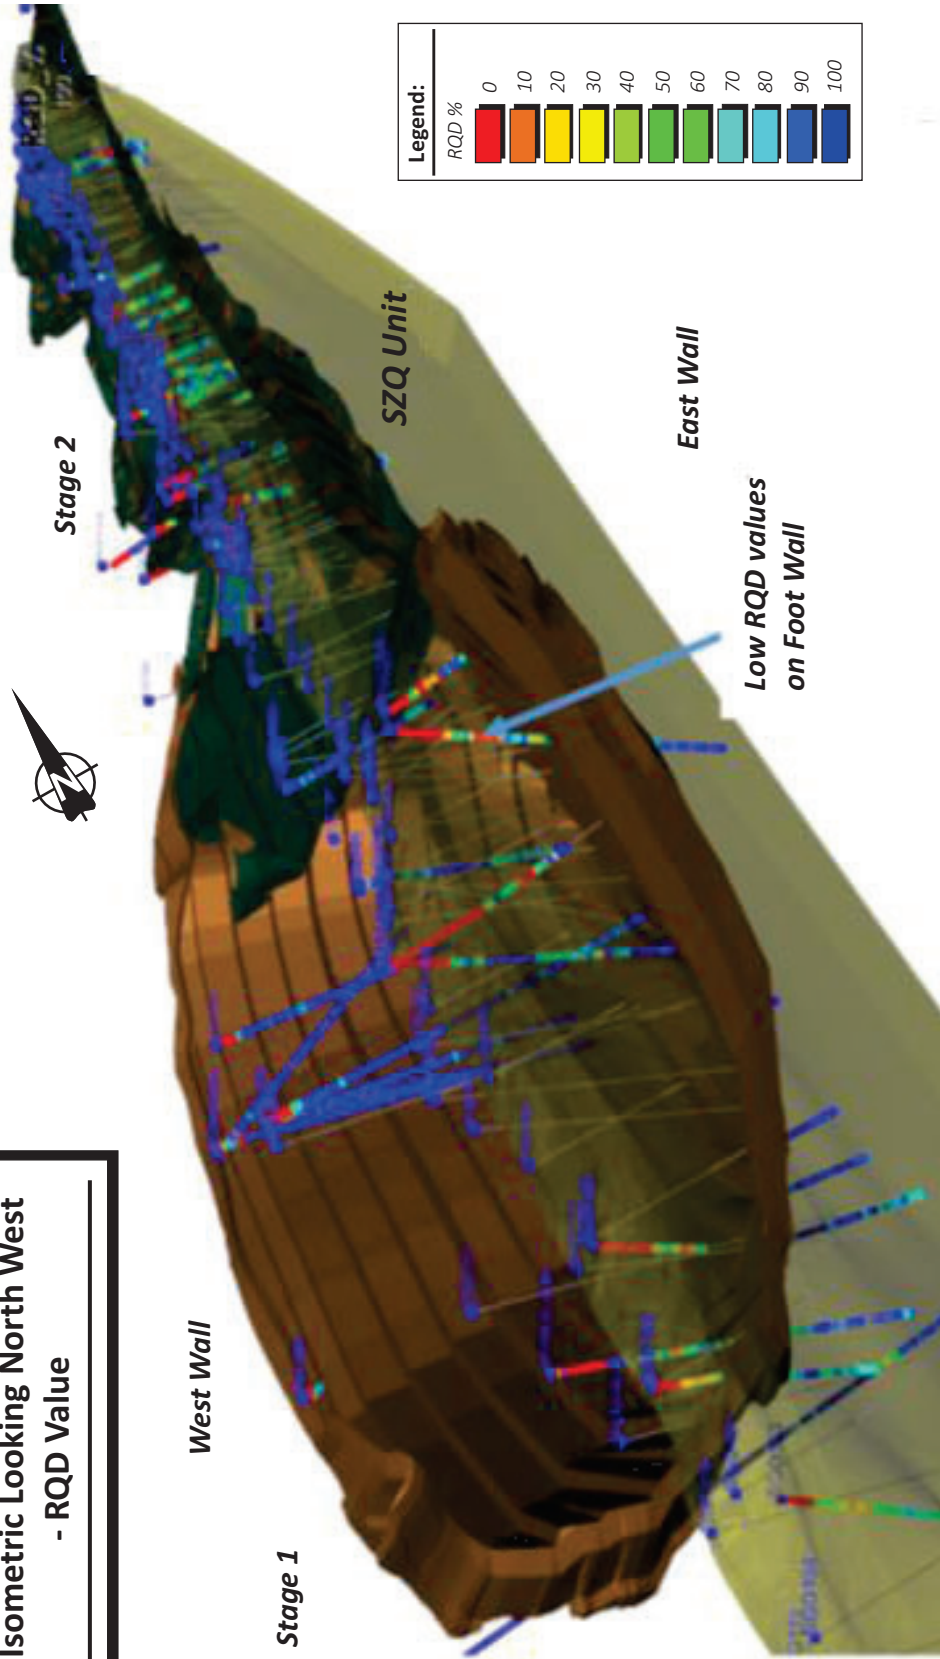 Isometric Looking North West
- RQD Value
Stage 1
West Wall
Stage 2
N
SZQ Unit
East Wall
Low RQD values
on Foot Wall
Legend:
RQD %
0
10
20
30
40
50
60
70
80
90
100